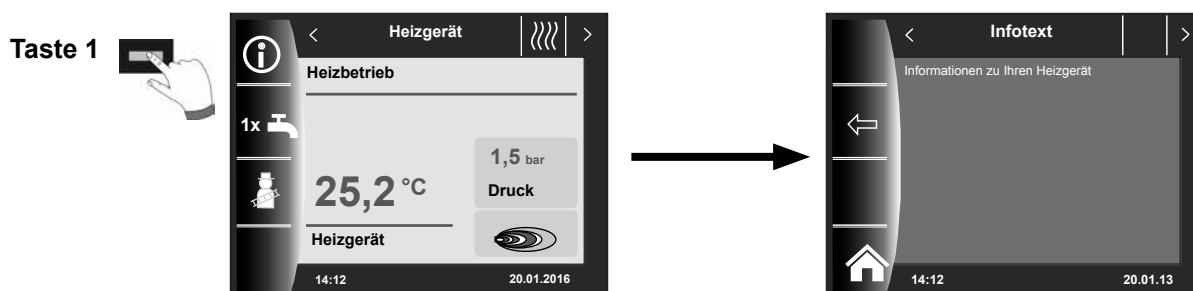 Taste 1
< Heizgerät >
Heizbetrieb
1x
1,5 bar
Druck
25,2 °C
Heizgerät
14:12 20.01.2016
< Infotext >
Informationen zu Ihren Heizgerät
14:12 20.01.13